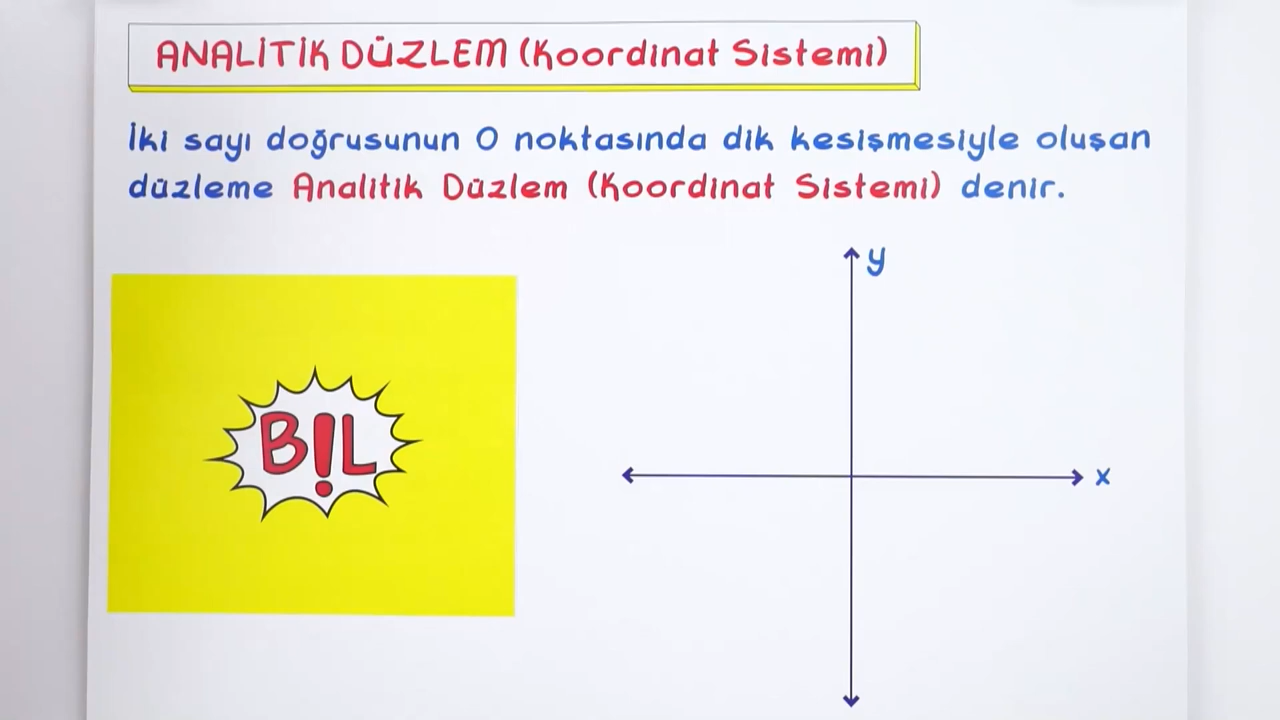 ANALİTİK DÜZLEM (Koordinat Sistemi)
İki sayı doğrusunun O noktasında dik kesişmesiyle oluşan
düzleme Analitik Düzlem (Koordinat Sistemi) denir.
y
BİL
x